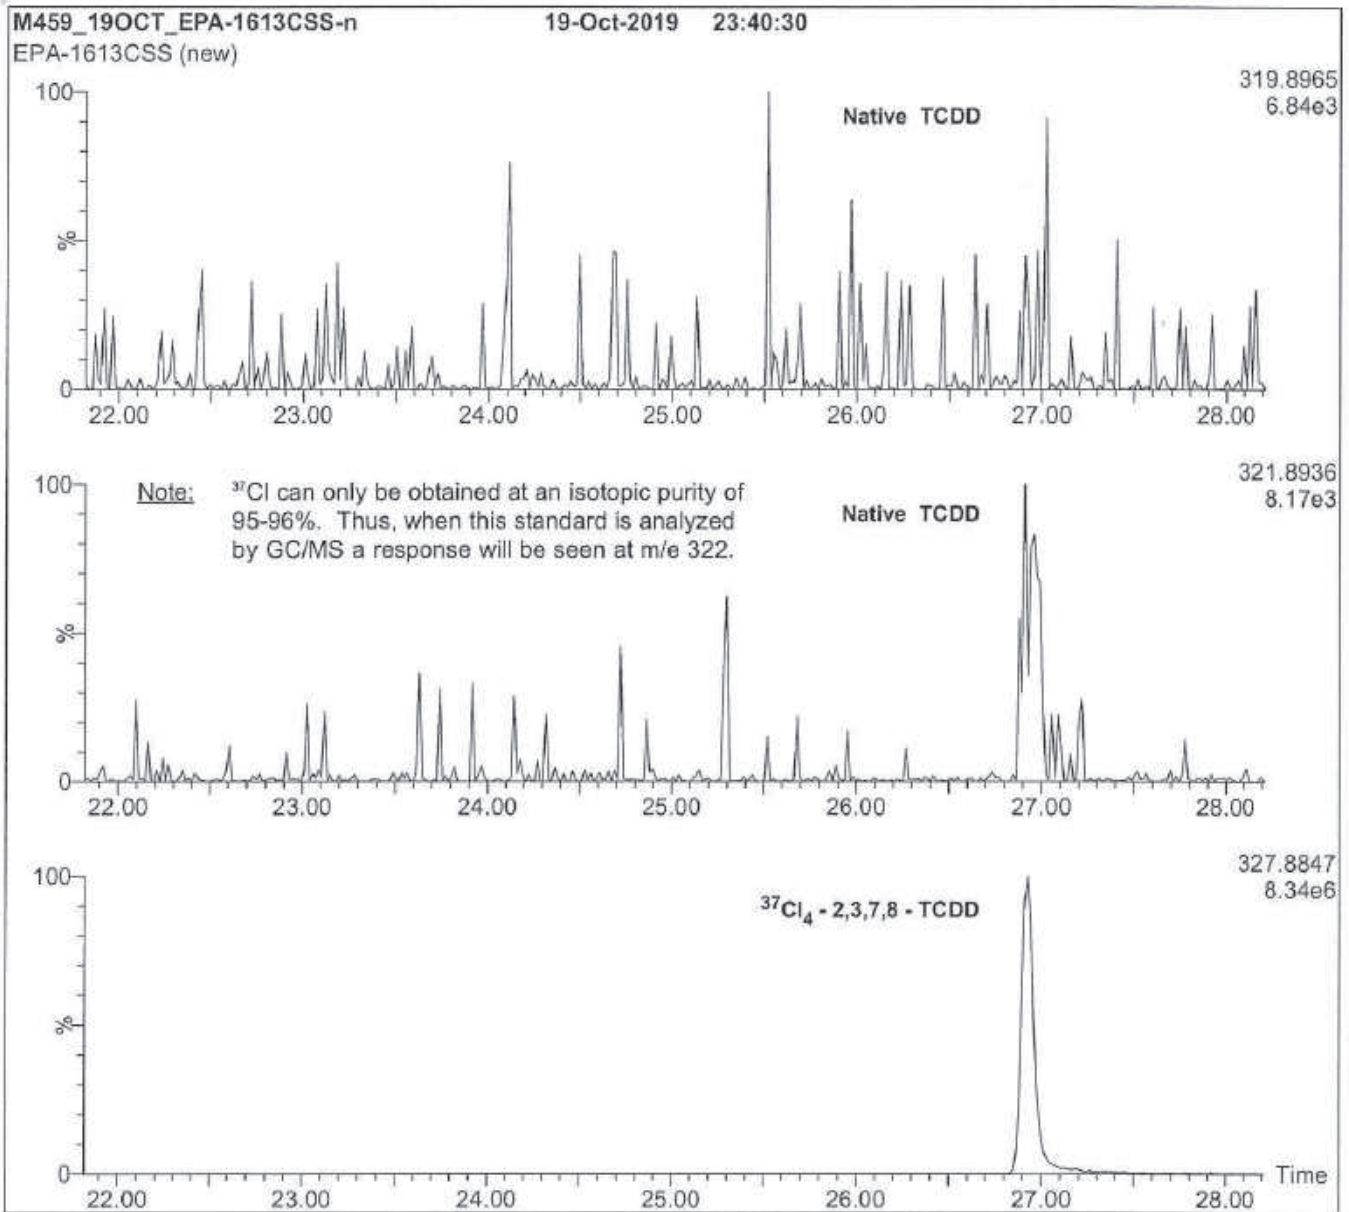 M459_19OCT_EPA-1613CSS-n 19-Oct-2019 23:40:30
EPA-1613CSS (new)
319.8965
6.84e3
100
Native TCDD
%
0
22.00 23.00 24.00 25.00 26.00 27.00 28.00
321.8936
8.17e3
100
Note: ³⁷Cl can only be obtained at an isotopic purity of
95-96%. Thus, when this standard is analyzed
by GC/MS a response will be seen at m/e 322.
Native TCDD
%
0
22.00 23.00 24.00 25.00 26.00 27.00 28.00
327.8847
8.34e6
100
³⁷Cl₄ - 2,3,7,8 - TCDD
%
0
Time
22.00 23.00 24.00 25.00 26.00 27.00 28.00